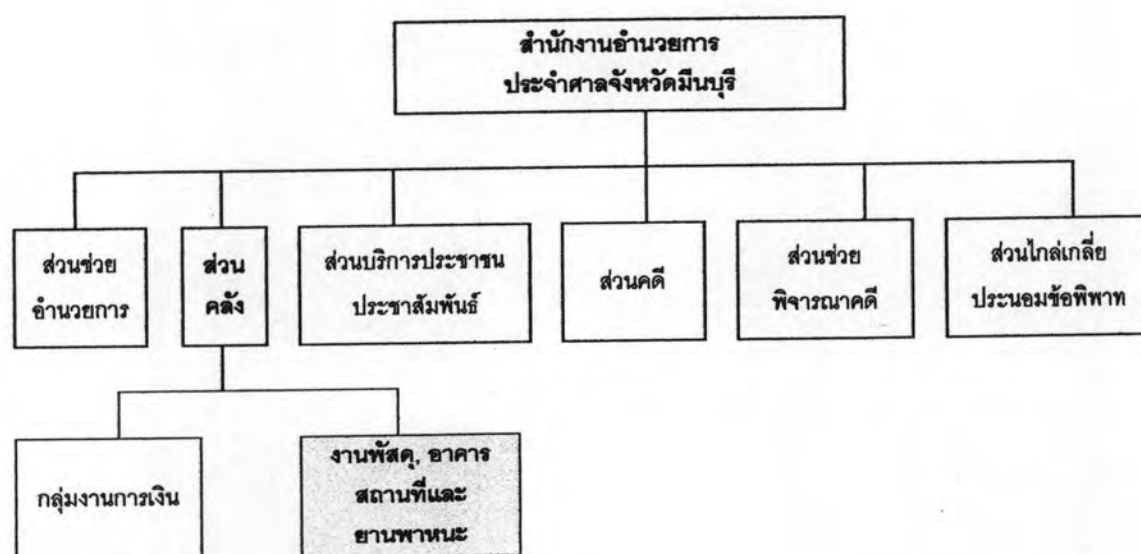 สำนักงานอำนวยการ
ประจำศาลจังหวัดมีนบุรี
ส่วนช่วย
อำนวยการ
ส่วน
คลัง
ส่วนบริการประชาชน
ประชาสัมพันธ์
ส่วนคดี
ส่วนช่วย
พิจารณาคดี
ส่วนไกล่เกลี่ย
ประนอมข้อพิพาท
กลุ่มงานการเงิน
งานพัสดุ, อาคาร
สถานที่และ
ยานพาหนะ